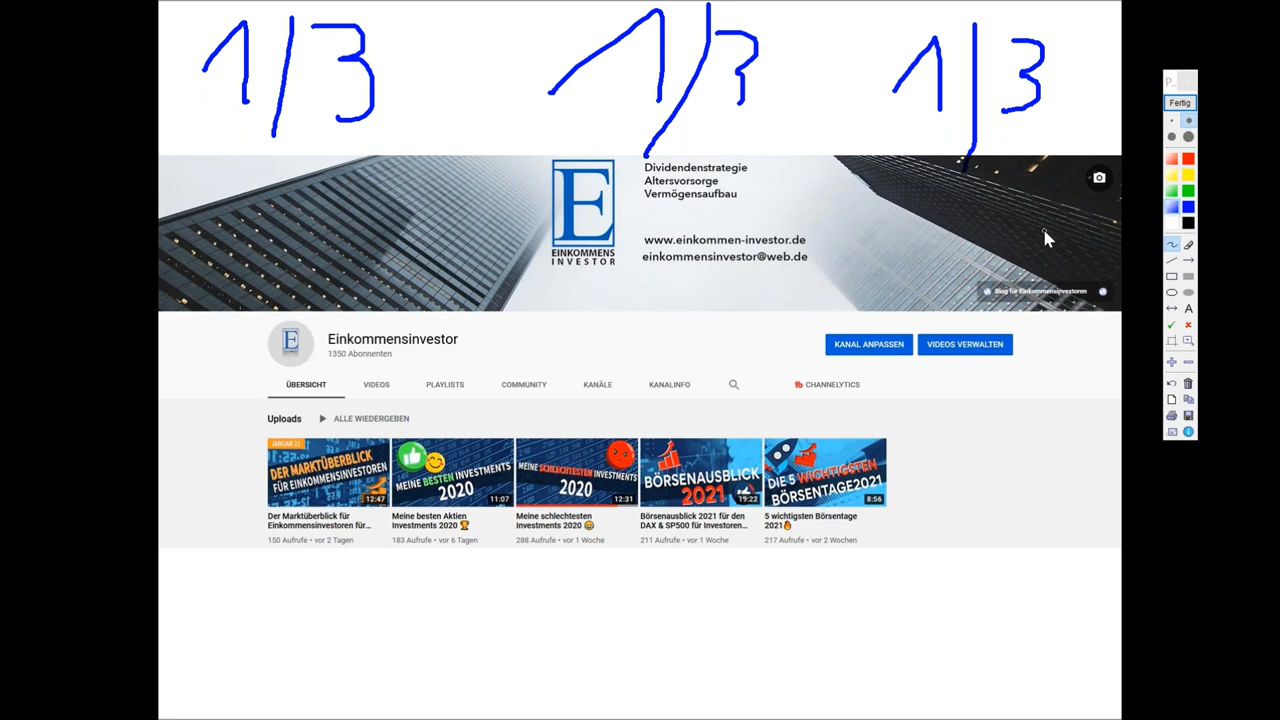 1/3 1/3 1/3
P...
Fertig
Dividendenstrategie
Altersvorsorge
Vermögensaufbau
E
EINKOMMENS
INVESTOR
www.einkommen-investor.de
einkommensinvestor@web.de
Blog für Einkommensinvestoren
Einkommensinvestor
1350 Abonnenten
KANAL ANPASSEN
VIDEOS VERWALTEN
ÜBERSICHT VIDEOS PLAYLISTS COMMUNITY KANÄLE KANALINFO CHANNELYTICS
Uploads ALLE WIEDERGEBEN
JANUAR 21
DER MARKTÜBERBLICK
FÜR EINKOMMENSINVESTOREN
12:47
Der Marktüberblick für
Einkommensinvestoren für...
150 Aufrufe • vor 2 Tagen
MEINE BESTEN INVESTMENTS
2020
11:07
Meine besten Aktien
Investments 2020 🏆
183 Aufrufe • vor 6 Tagen
MEINE SCHLECHTESTEN INVESTMENTS
2020
12:31
Meine schlechtesten
Investments 2020 😂
288 Aufrufe • vor 1 Woche
BÖRSENAUSBLICK
2021
19:22
Börsenausblick 2021 für den
DAX & SP500 für Investoren...
211 Aufrufe • vor 1 Woche
DIE 5 WICHTIGSTEN
BÖRSENTAGE 2021
8:56
5 wichtigsten Börsentage
2021🔥
217 Aufrufe • vor 2 Wochen
A